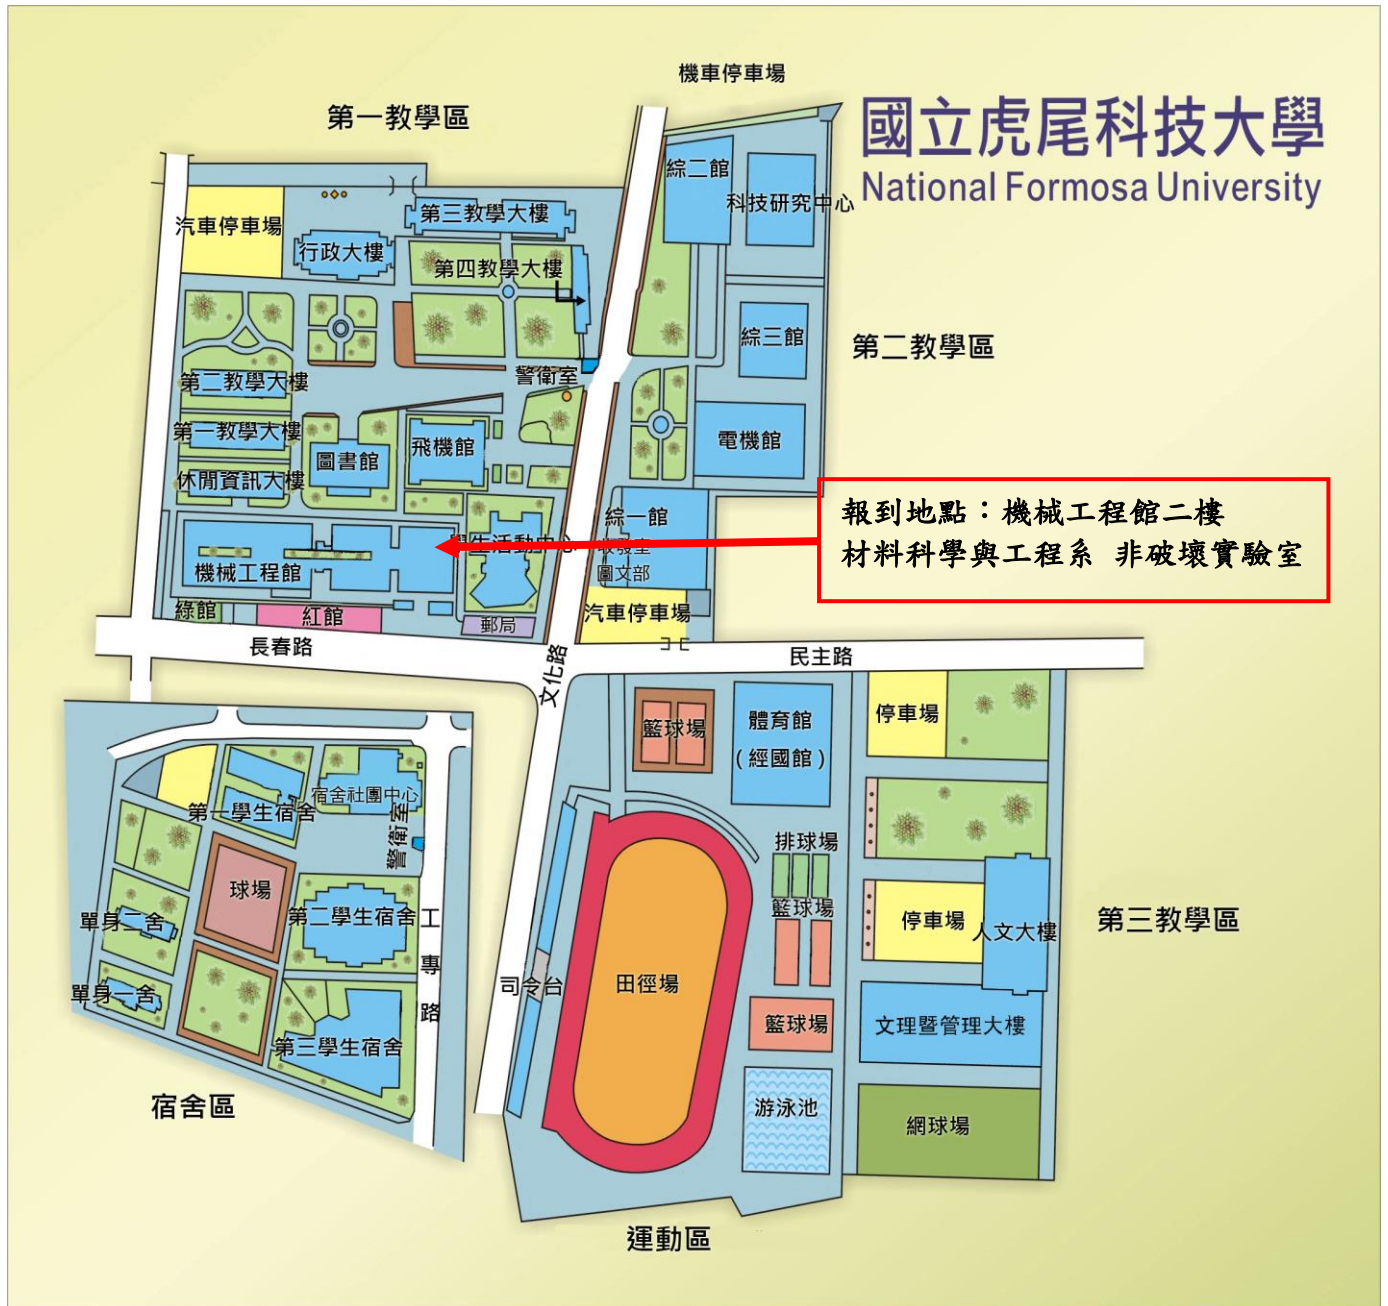 機車停車場
國立虎尾科技大學
National Formosa University
第一教學區
綜二館
科技研究中心
汽車停車場
行政大樓
第三教學大樓
第四教學大樓
綜三館
第二教學區
警衛室
第二教學大樓
第一教學大樓
休閒資訊大樓
圖書館
飛機館
電機館
報到地點：機械工程館二樓
材料科學與工程系 非破壞實驗室
綜一館
收發室
圖文部
學生活動中心
機械工程館
綠館
紅館
郵局
汽車停車場
長春路
文化路
民主路
籃球場
體育館
(經國館)
停車場
第一學生宿舍
宿舍社團中心
警衛室
球場
單身二舍
第二學生宿舍
單身一舍
第三學生宿舍
工專路
宿舍區
司令台
田徑場
排球場
籃球場
籃球場
游泳池
停車場
人文大樓
第三教學區
文理暨管理大樓
網球場
運動區